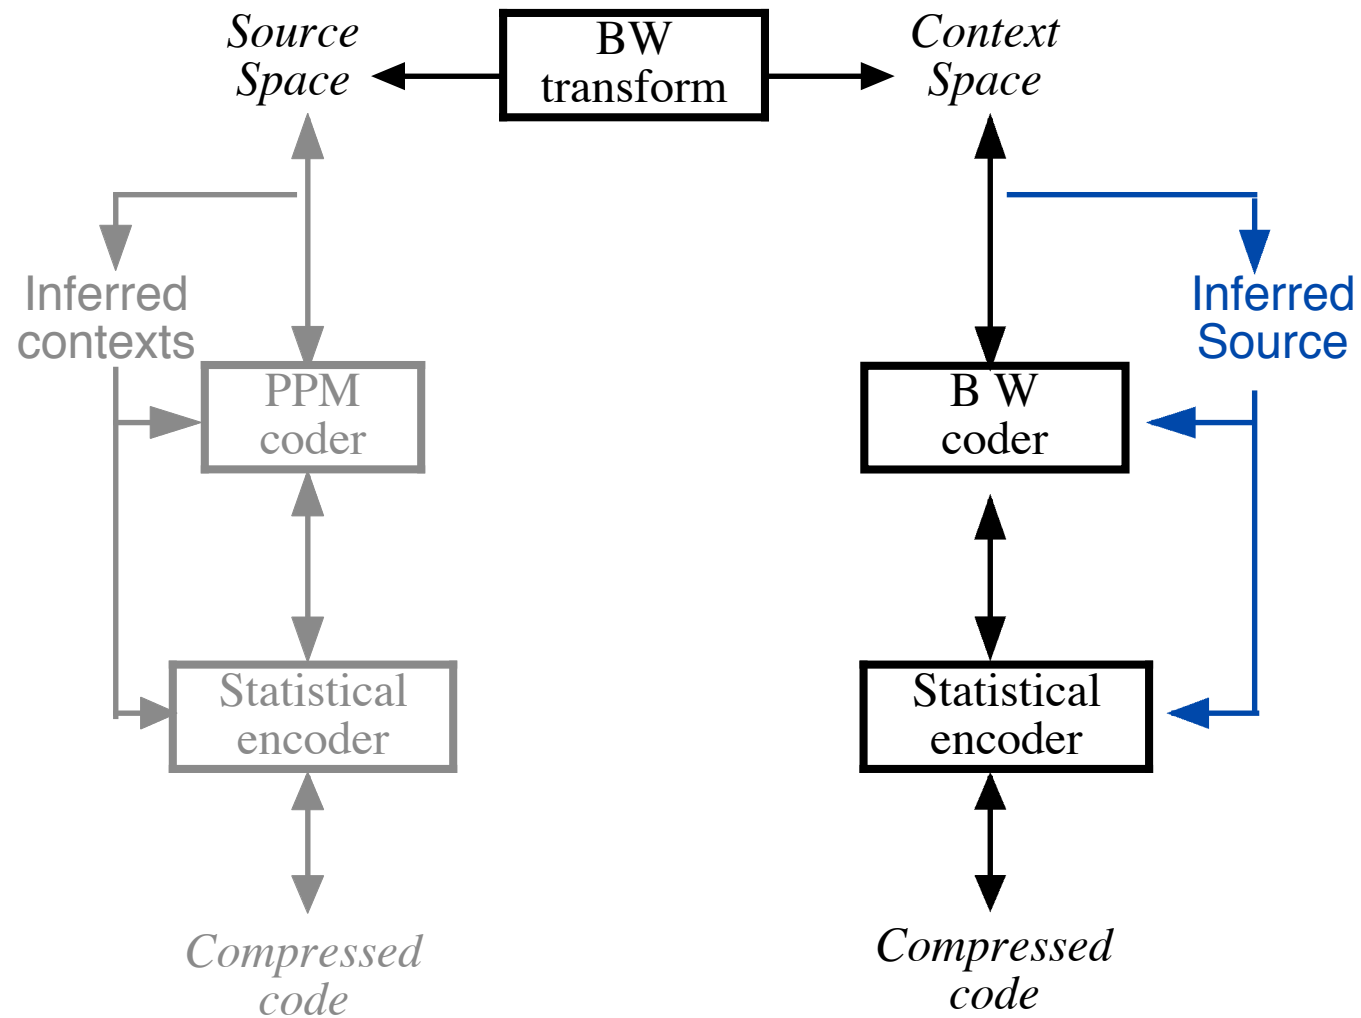 Source
Space
BW
transform
Context
Space
Inferred
contexts
PPM
coder
Statistical
encoder
Compressed
code
Inferred
Source
B W
coder
Statistical
encoder
Compressed
code